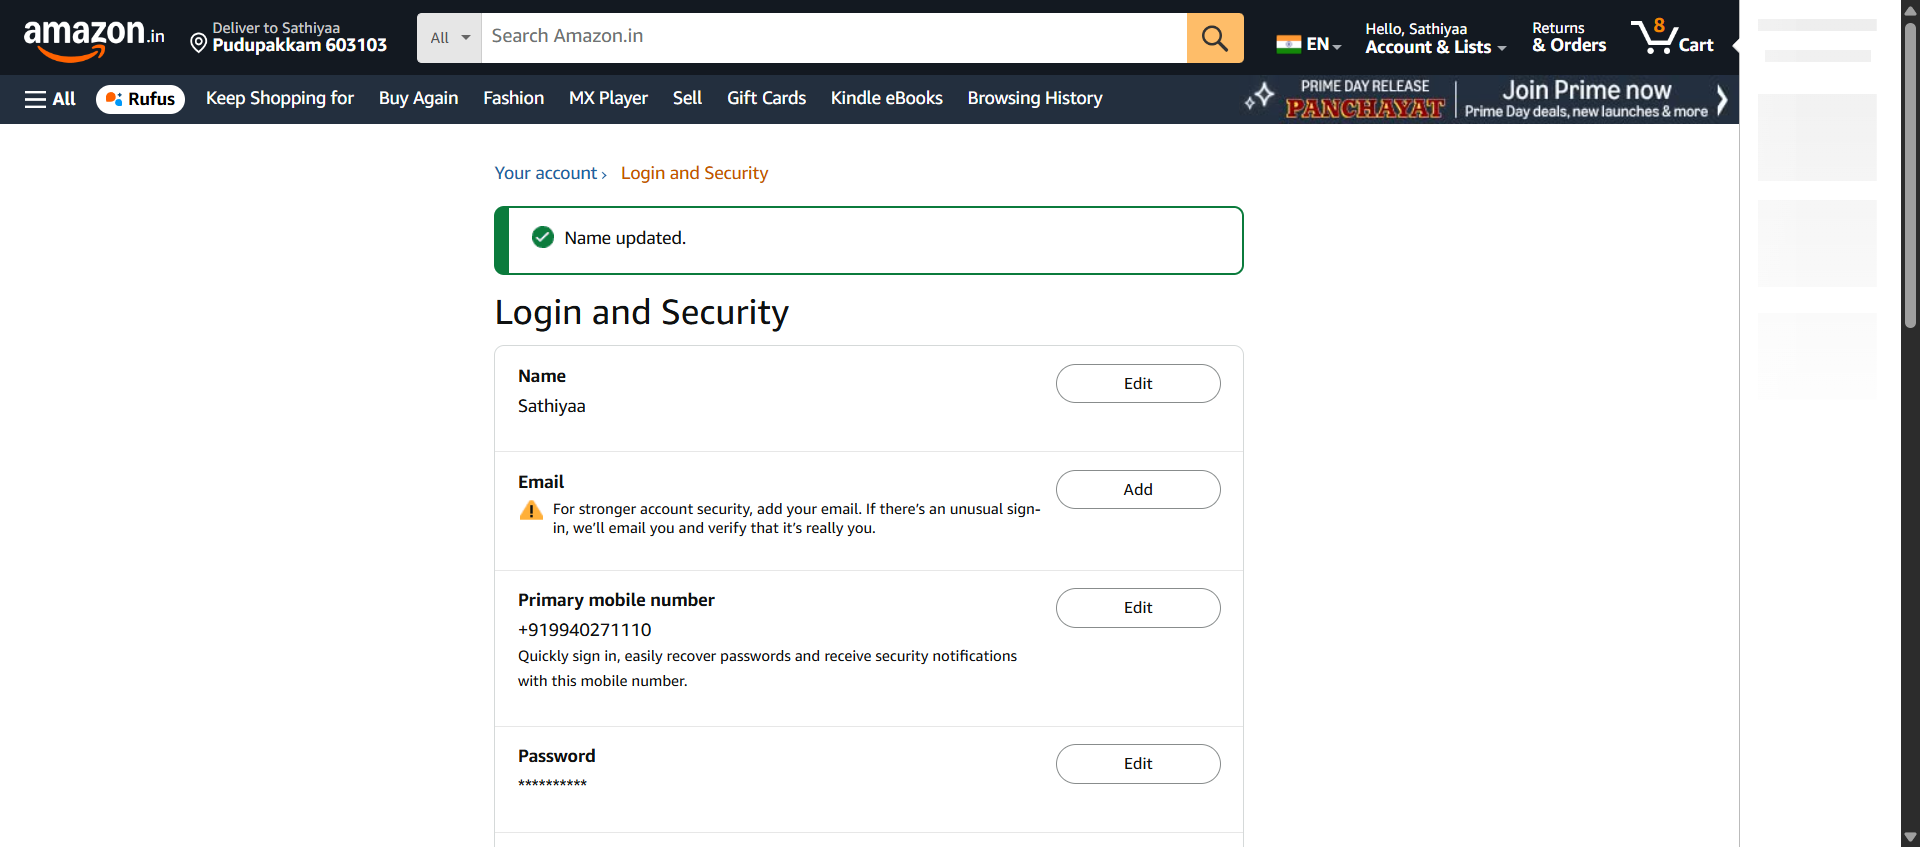 amazon.in
Deliver to Sathiyaa
Pudupakkam 603103
All
Search Amazon.in
EN
Hello, Sathiyaa
Account & Lists
Returns
& Orders
8
Cart
All
Rufus
Keep Shopping for
Buy Again
Fashion
MX Player
Sell
Gift Cards
Kindle eBooks
Browsing History
PRIME DAY RELEASE
PANCHAYAT
Join Prime now
Prime Day deals, new launches & more
Your account ›
Login and Security
Name updated.
Login and Security
Name
Sathiyaa
Edit
Email
For stronger account security, add your email. If there’s an unusual sign-
in, we’ll email you and verify that it’s really you.
Add
Primary mobile number
+919940271110
Quickly sign in, easily recover passwords and receive security notifications
with this mobile number.
Edit
Password
**********
Edit